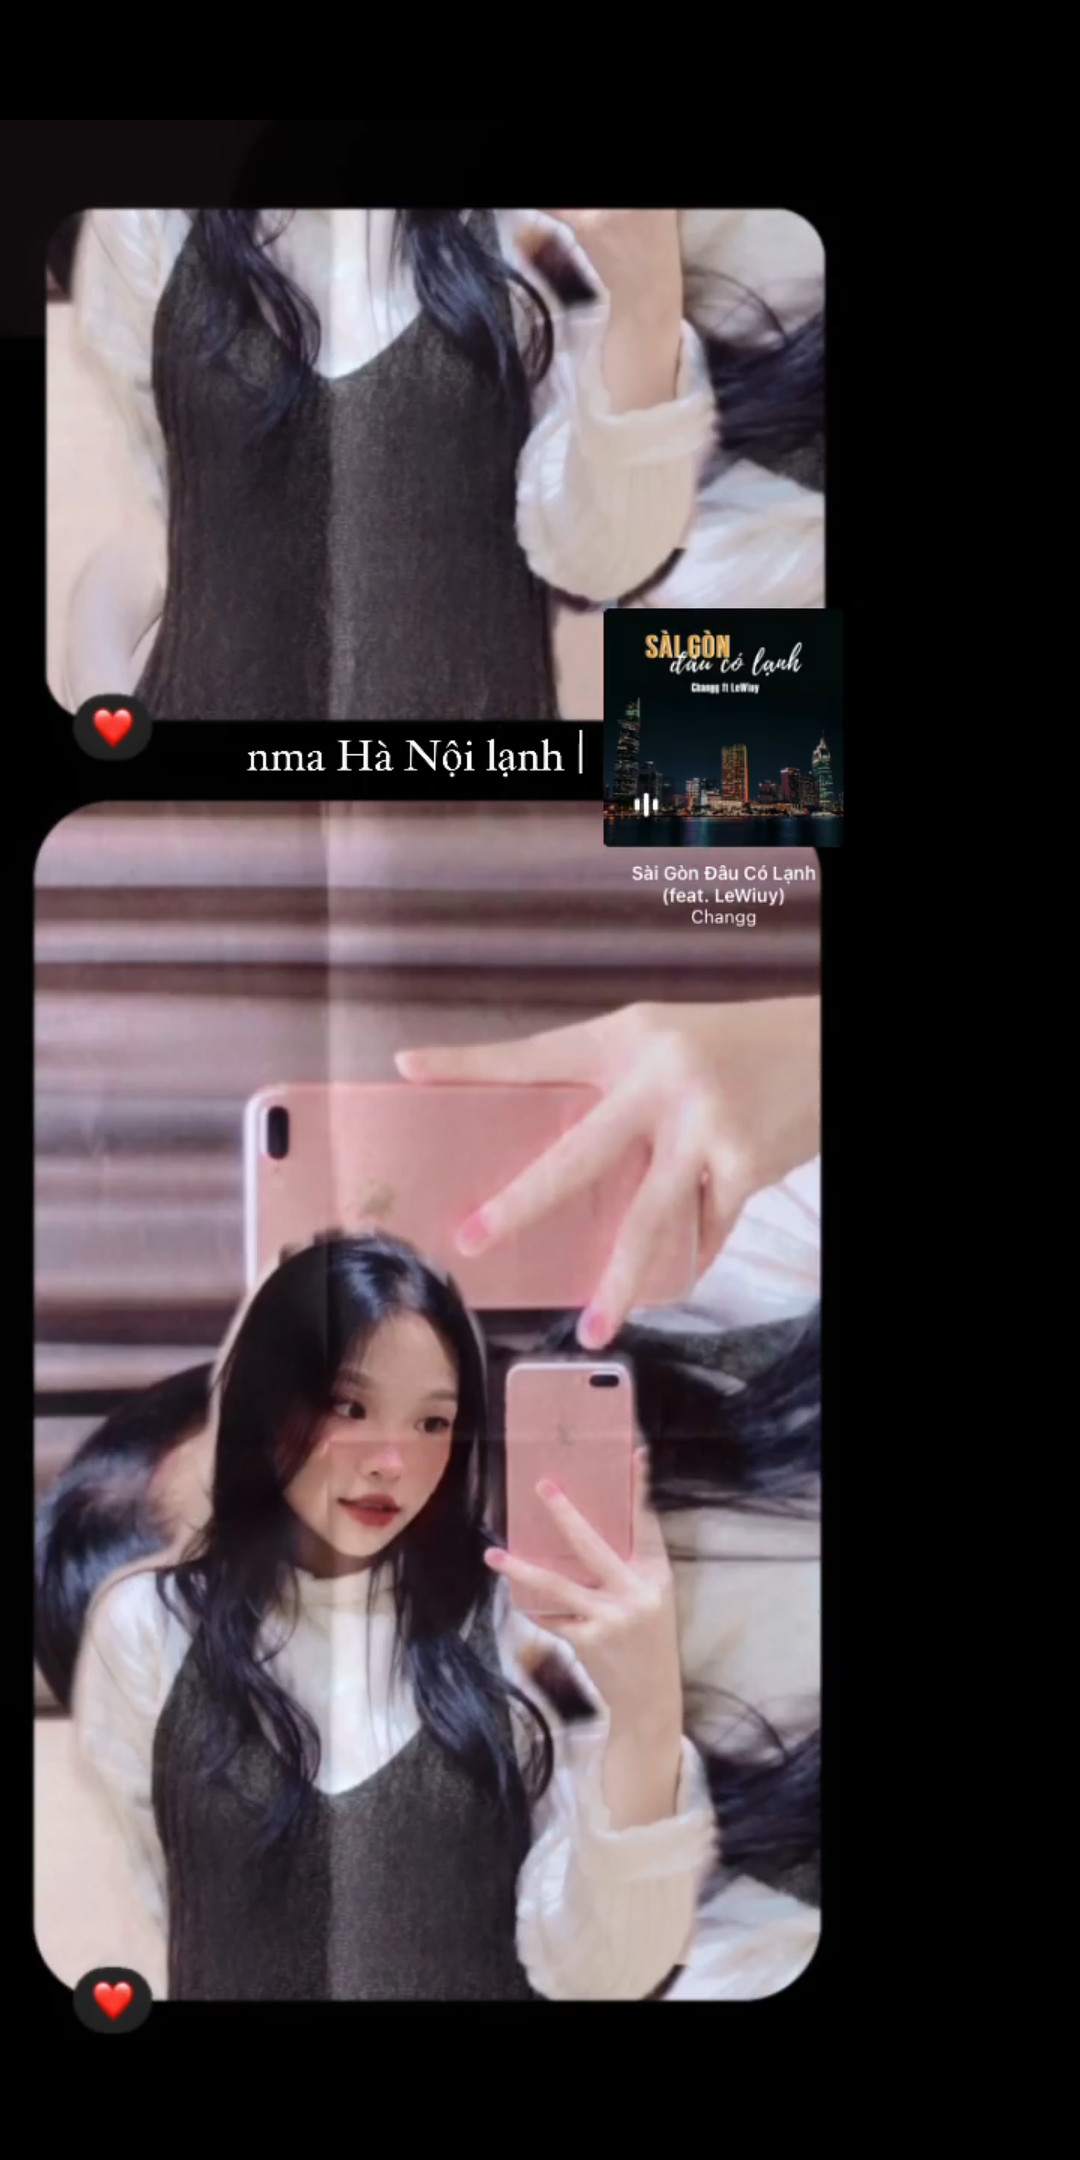 SÀI GÒN
đâu có lạnh
Changg ft LeWiuy
nma Hà Nội lạnh |
Sài Gòn Đâu Có Lạnh
(feat. LeWiuy)
Changg